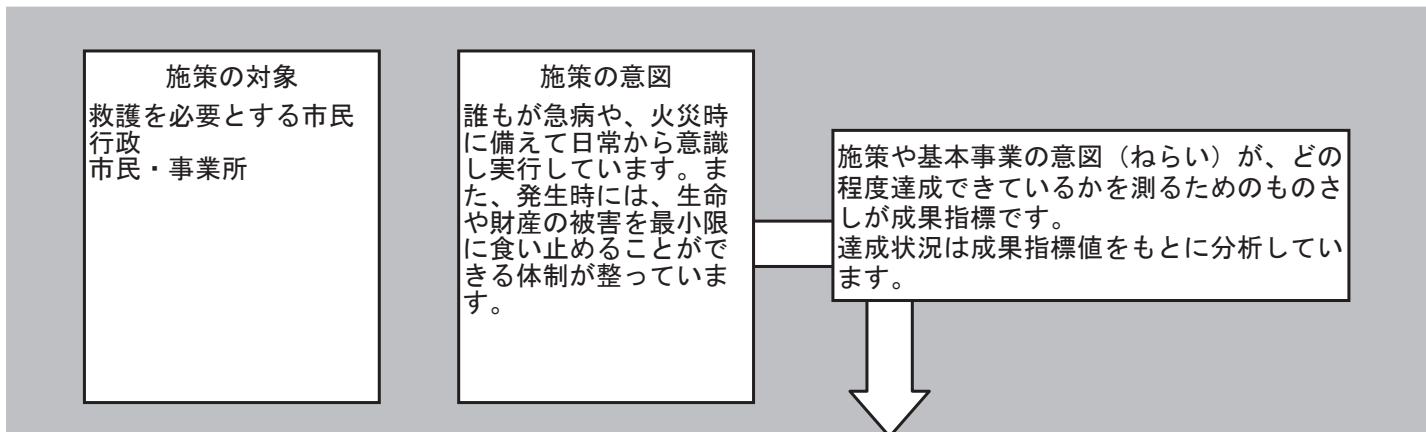 施策の対象
救護を必要とする市民
行政
市民・事業所
施策の意図
誰もが急病や、火災時
に備えて日常から意識
し実行しています。ま
た、発生時には、生命
や財産の被害を最小限
に食い止めることがで
きる体制が整っていま
す。
施策や基本事業の意図（ねらい）が、どの
程度達成できているかを測るためのものさ
しが成果指標です。
達成状況は成果指標値をもとに分析してい
ます。